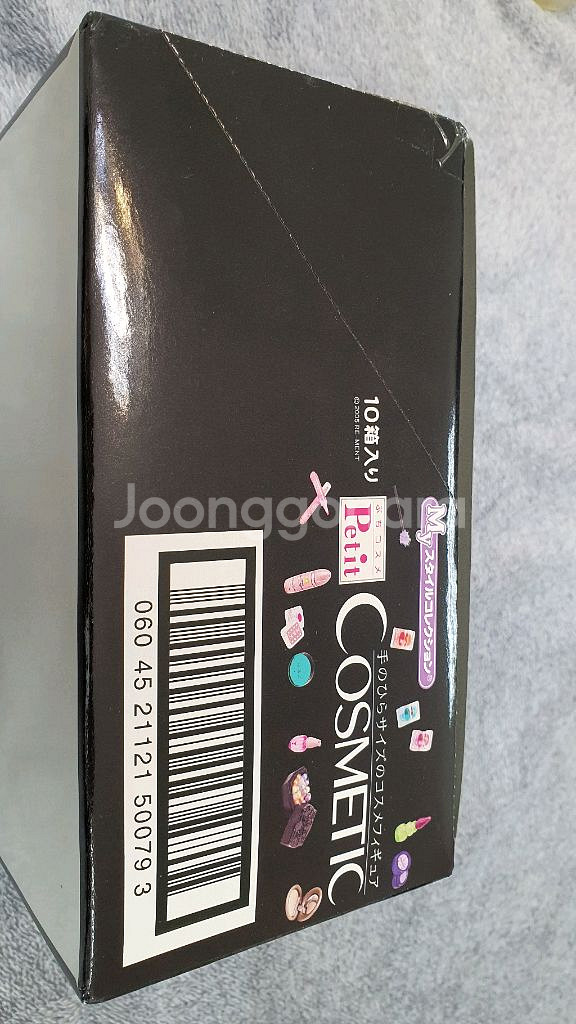 Myスタイルコレクション®
ぷちコスメ
Petit
COSMETIC
手のひらサイズのコスメフィギュア
10箱入り
© 2005 RE-MENT
060 45 21121 50079 3